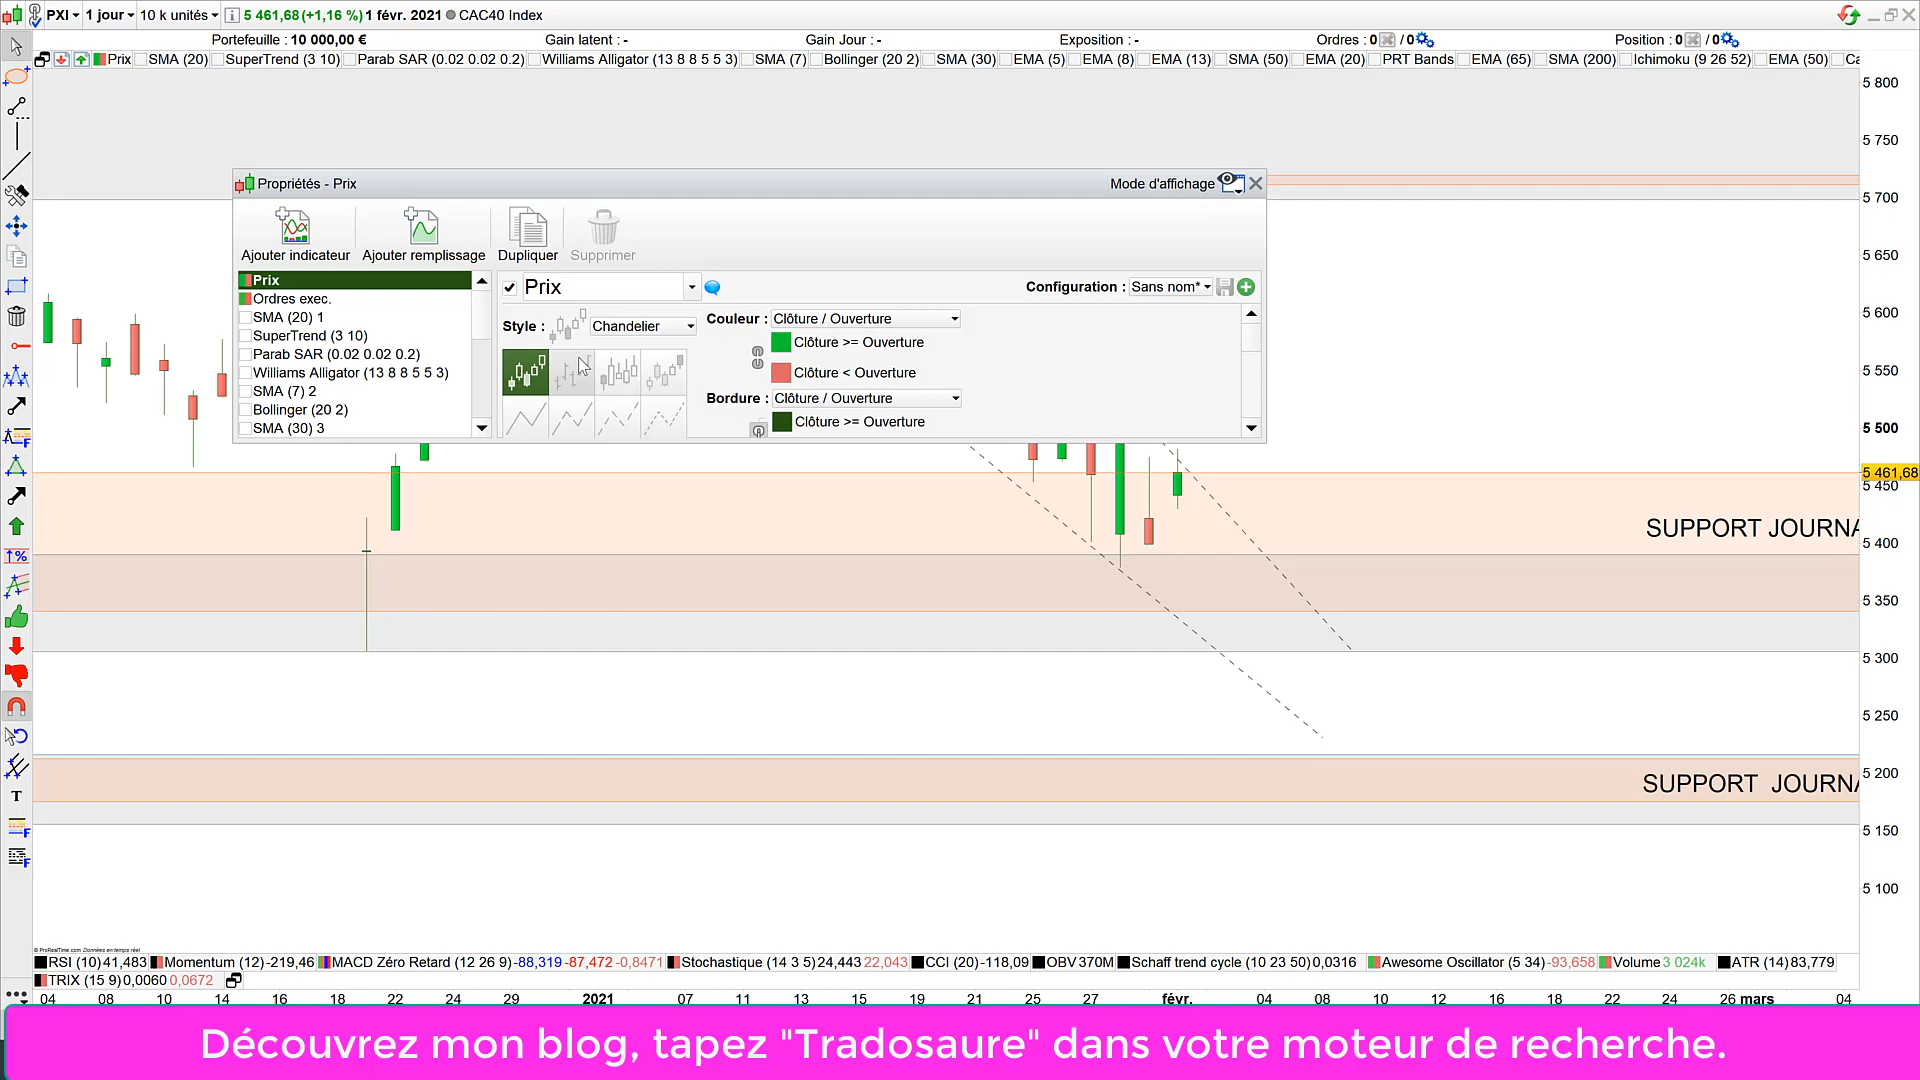 PXI 1 jour 10 k unités 5 461,68 (+1,16 %) 1 févr. 2021 CAC40 Index
Portefeuille : 10 000,00 € Gain latent : - Gain Jour : - Exposition : - Ordres : 0 / 0 Position : 0 / 0
Prix SMA (20) SuperTrend (3 10) Parab SAR (0.02 0.02 0.2) Williams Alligator (13 8 8 5 5 3) SMA (7) Bollinger (20 2) SMA (30) EMA (5) EMA (8) EMA (13) SMA (50) EMA (20) PRT Bands EMA (65) SMA (200) Ichimoku (9 26 52) EMA (50) Ca
5 800
5 750
Propriétés - Prix Mode d'affichage
5 700
Ajouter indicateur Ajouter remplissage Dupliquer Supprimer
5 650
Prix
Ordres exec.
SMA (20) 1
SuperTrend (3 10)
Parab SAR (0.02 0.02 0.2)
Williams Alligator (13 8 8 5 5 3)
SMA (7) 2
Bollinger (20 2)
SMA (30) 3
Prix Configuration : Sans nom*
Style : Chandelier
Couleur : Clôture / Ouverture
Clôture >= Ouverture
Clôture < Ouverture
Bordure : Clôture / Ouverture
Clôture >= Ouverture
5 600
5 550
5 500
5 461,68
5 450
SUPPORT JOURNA
5 400
5 350
5 300
5 250
5 200
SUPPORT JOURNA
5 150
5 100
© ProRealTime.com Données en temps réel
RSI (10) 41,483 Momentum (12) -219,46 MACD Zéro Retard (12 26 9) -88,319 -87,472 -0,8471 Stochastique (14 3 5) 24,443 22,043 CCI (20) -118,09 OBV 370M Schaff trend cycle (10 23 50) 0,0316 Awesome Oscillator (5 34) -93,658 Volume 3 024k ATR (14) 83,779
TRIX (15 9) 0,0060 0,0672
04 08 10 14 16 18 22 24 29 2021 07 11 13 15 19 21 25 27 févr. 04 08 10 12 16 18 22 24 26 mars 04
Découvrez mon blog, tapez "Tradosaure" dans votre moteur de recherche.